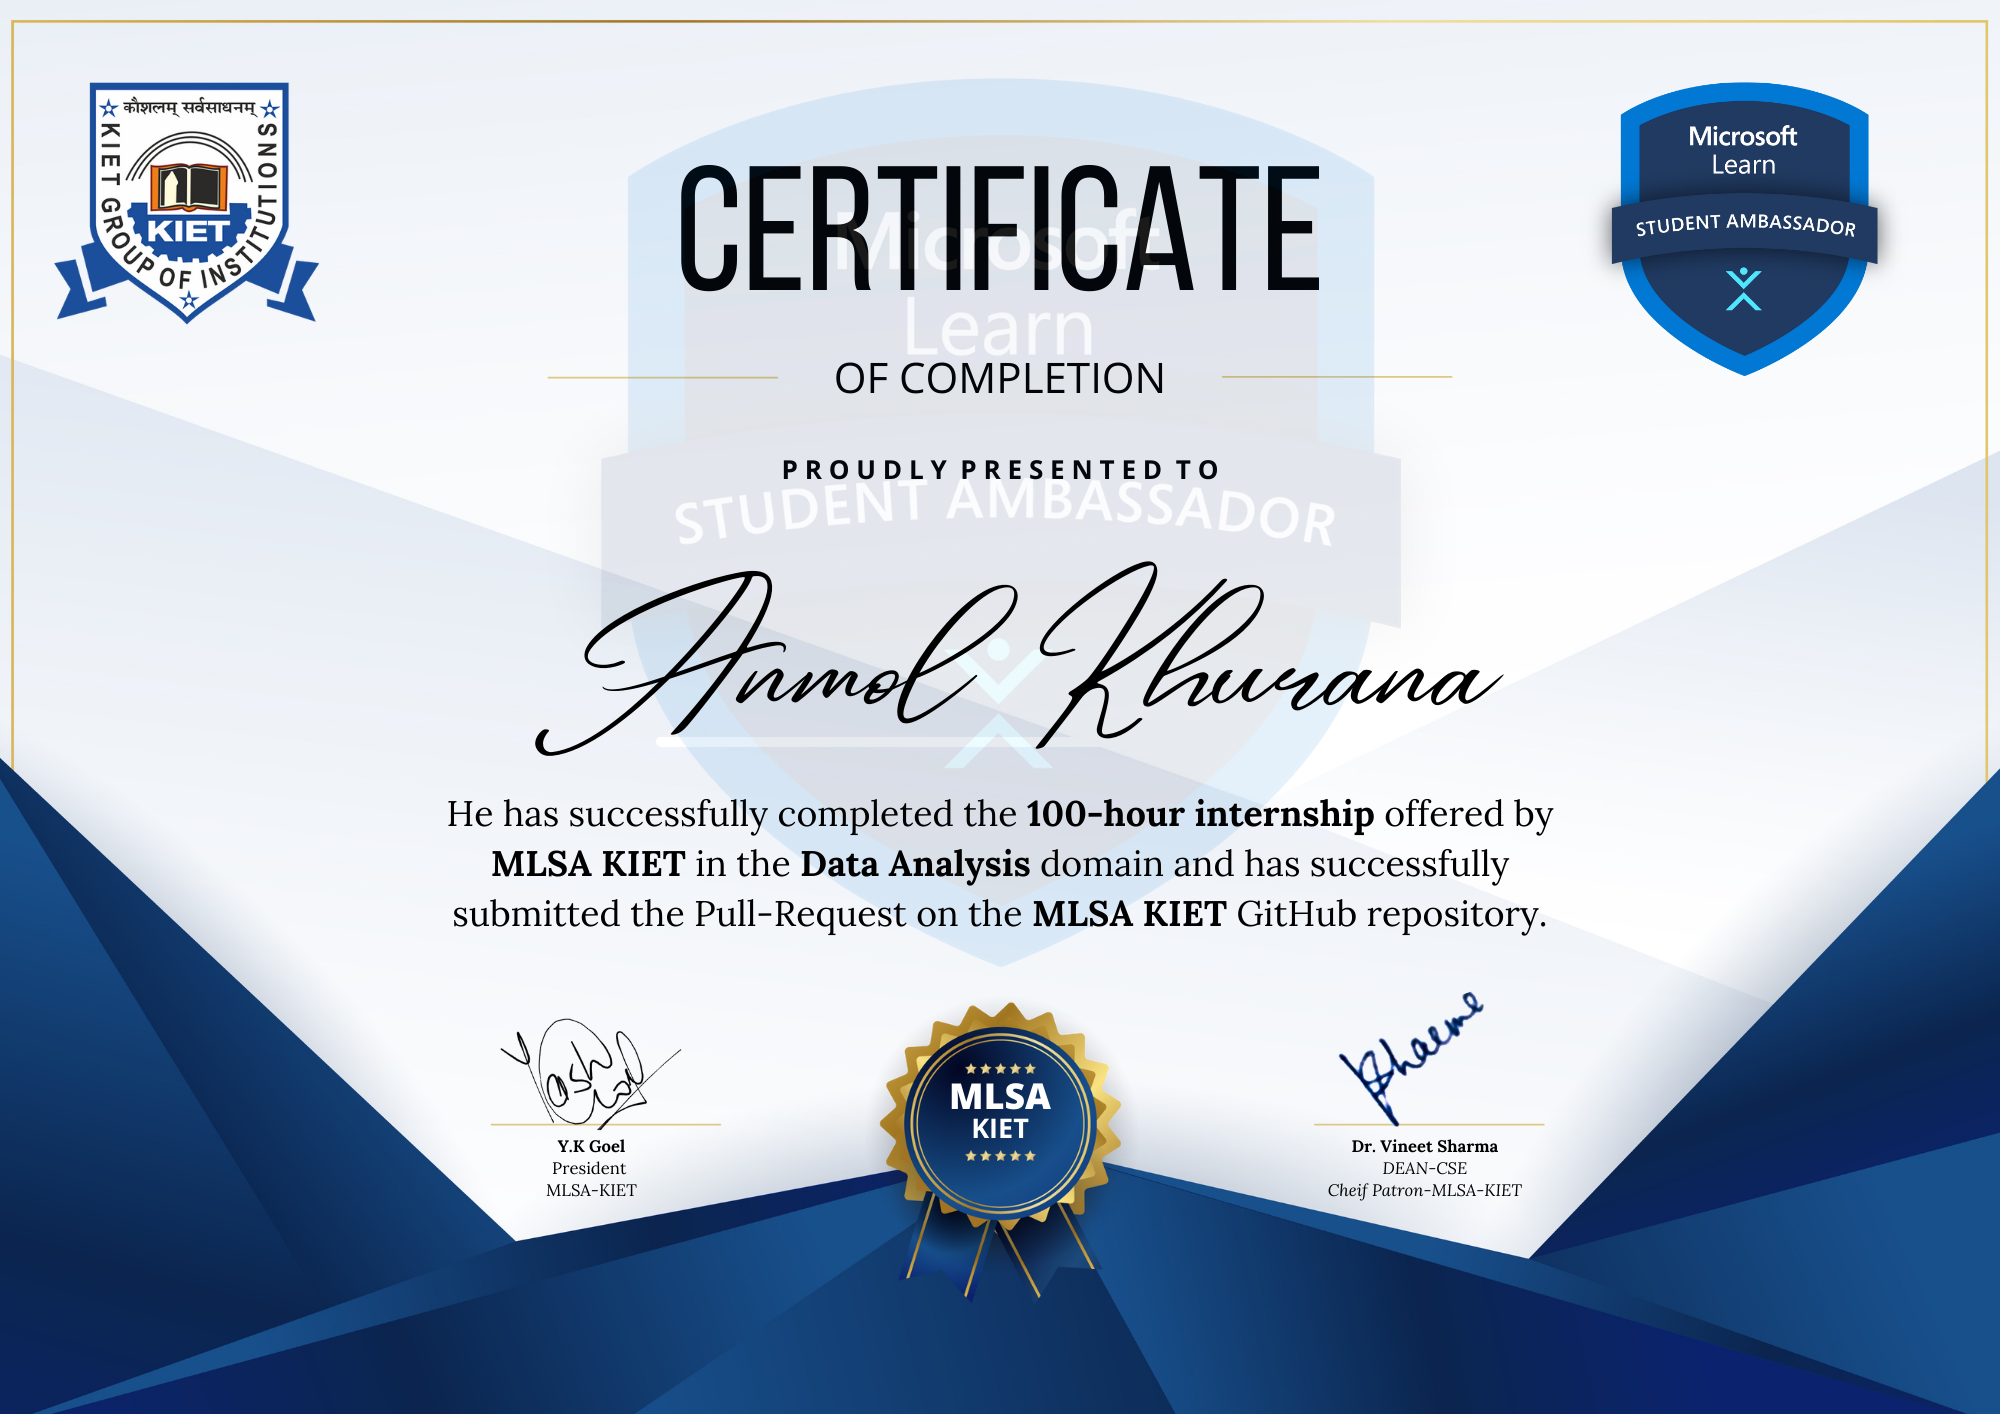 कौशलम् सर्वसाधनम्
KIET GROUP OF INSTITUTIONS
KIET
Microsoft
Learn
STUDENT AMBASSADOR
CERTIFICATE
Microsoft
Learn
OF COMPLETION
PROUDLY PRESENTED TO
STUDENT AMBASSADOR
Anmol Khurana
He has successfully completed the 100-hour internship offered by
MLSA KIET in the Data Analysis domain and has successfully
submitted the Pull-Request on the MLSA KIET GitHub repository.
Y.K Goel
President
MLSA-KIET
MLSA
KIET
Dr. Vineet Sharma
DEAN-CSE
Cheif Patron-MLSA-KIET